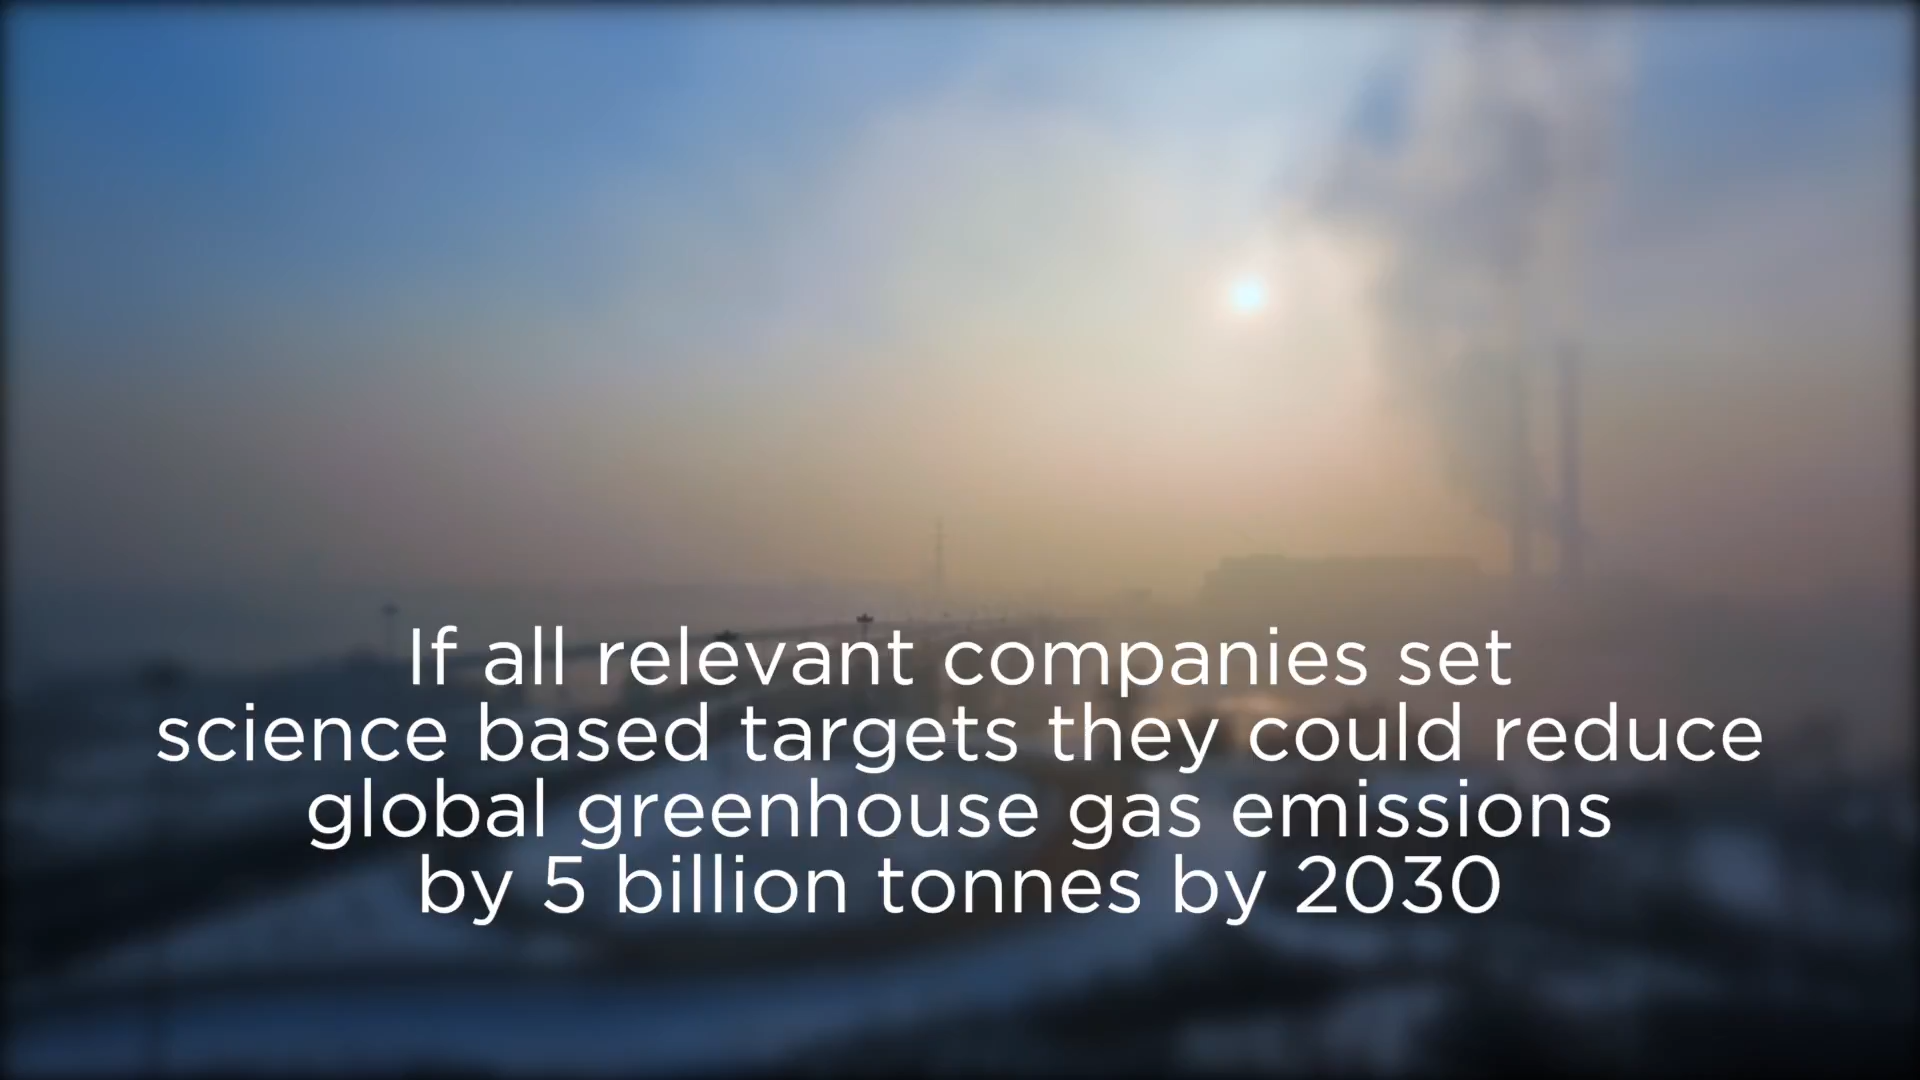 If all relevant companies set
science based targets they could reduce
global greenhouse gas emissions
by 5 billion tonnes by 2030